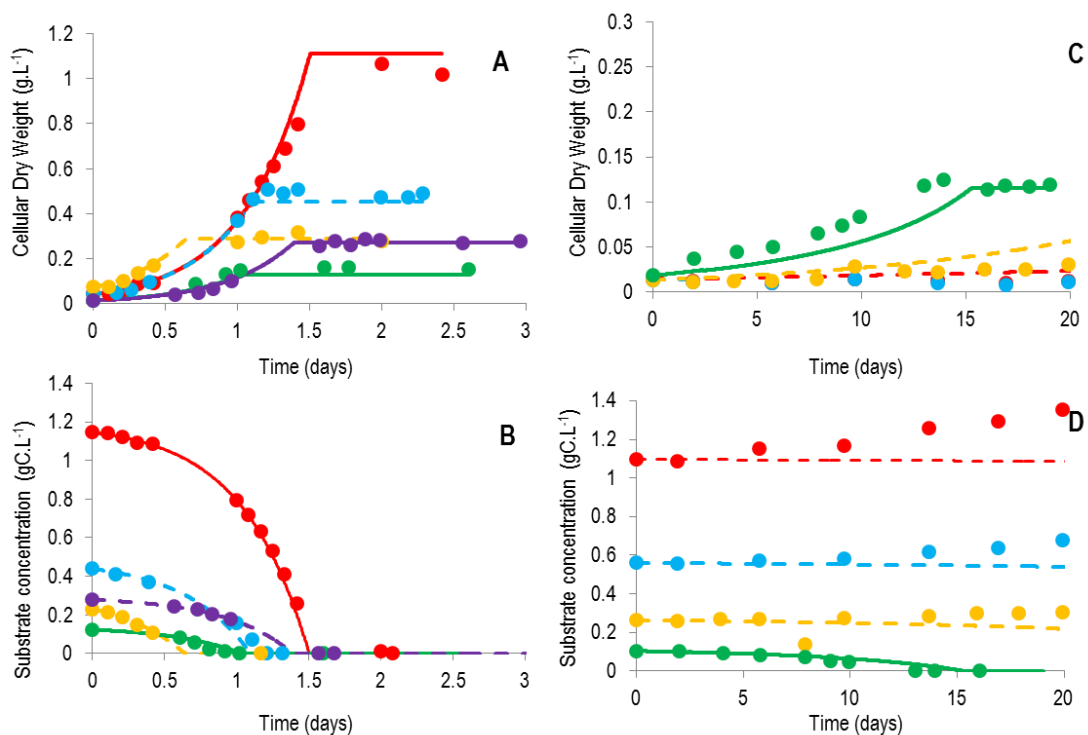 A
Cellular Dry Weight (g.L-1)
1.2
1
0.8
0.6
0.4
0.2
0
0 0.5 1 1.5 2 2.5 3
Time (days)
C
Cellular Dry Weight (g.L-1)
0.3
0.25
0.2
0.15
0.1
0.05
0
0 5 10 15 20
Time (days)
B
Substrate concentration (gC.L-1)
1.4
1.2
1
0.8
0.6
0.4
0.2
0
0 0.5 1 1.5 2 2.5 3
Time (days)
D
Substrate concentration (gC.L-1)
1.4
1.2
1
0.8
0.6
0.4
0.2
0
0 5 10 15 20
Time (days)